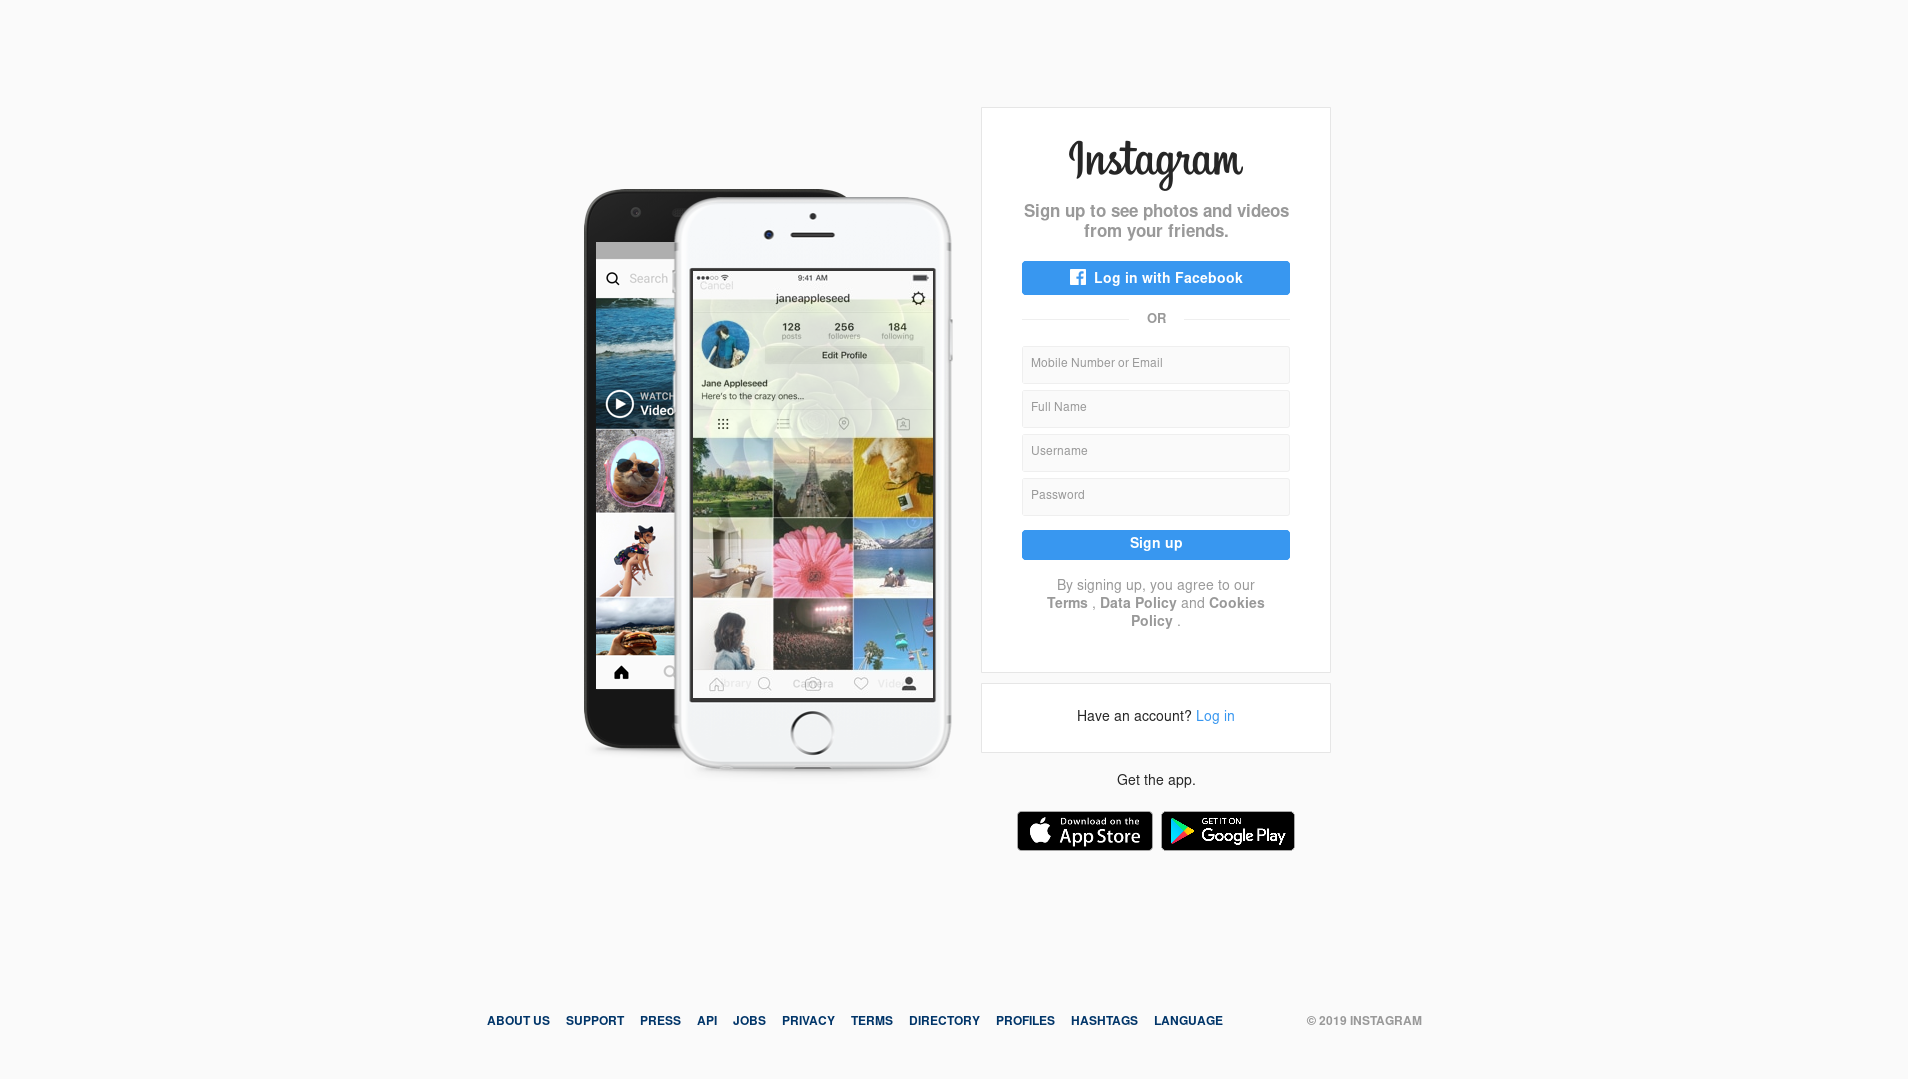 Search
WATCH
Video
9:41 AM
Cancel
janeappleseed
128 256 184
posts followers following
Edit Profile
Jane Appleseed
Here's to the crazy ones...
Camera
Instagram
Sign up to see photos and videos
from your friends.
Log in with Facebook
OR
Mobile Number or Email
Full Name
Username
Password
Sign up
By signing up, you agree to our
Terms , Data Policy and Cookies
Policy .
Have an account? Log in
Get the app.
Download on the
App Store
GET IT ON
Google Play
ABOUT US SUPPORT PRESS API JOBS PRIVACY TERMS DIRECTORY PROFILES HASHTAGS LANGUAGE © 2019 INSTAGRAM